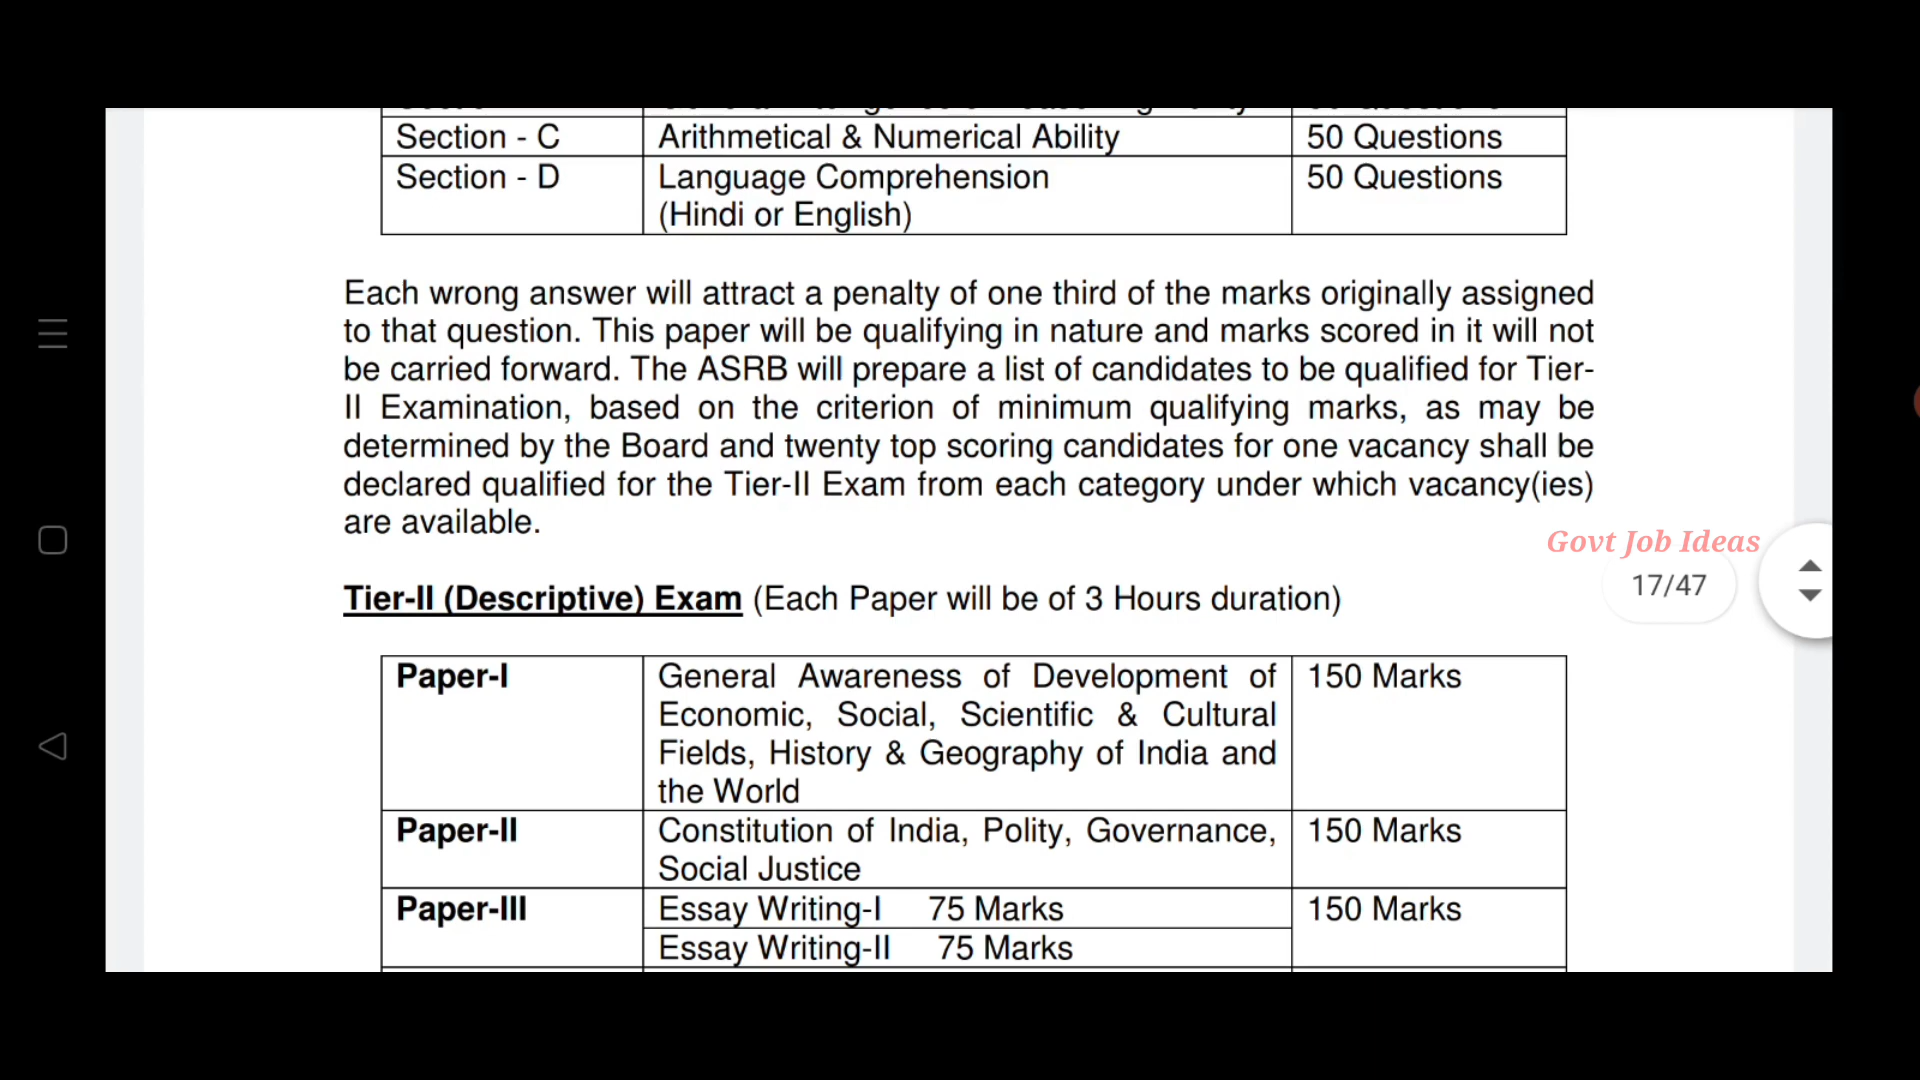 Section - C Arithmetical & Numerical Ability 50 Questions
Section - D Language Comprehension 50 Questions
(Hindi or English)
Each wrong answer will attract a penalty of one third of the marks originally assigned
to that question. This paper will be qualifying in nature and marks scored in it will not
be carried forward. The ASRB will prepare a list of candidates to be qualified for Tier-
II Examination, based on the criterion of minimum qualifying marks, as may be
determined by the Board and twenty top scoring candidates for one vacancy shall be
declared qualified for the Tier-II Exam from each category under which vacancy(ies)
are available.
Govt Job Ideas
17/47
Tier-II (Descriptive) Exam (Each Paper will be of 3 Hours duration)
Paper-I General Awareness of Development of 150 Marks
Economic, Social, Scientific & Cultural
Fields, History & Geography of India and
the World
Paper-II Constitution of India, Polity, Governance, 150 Marks
Social Justice
Paper-III Essay Writing-I 75 Marks 150 Marks
Essay Writing-II 75 Marks